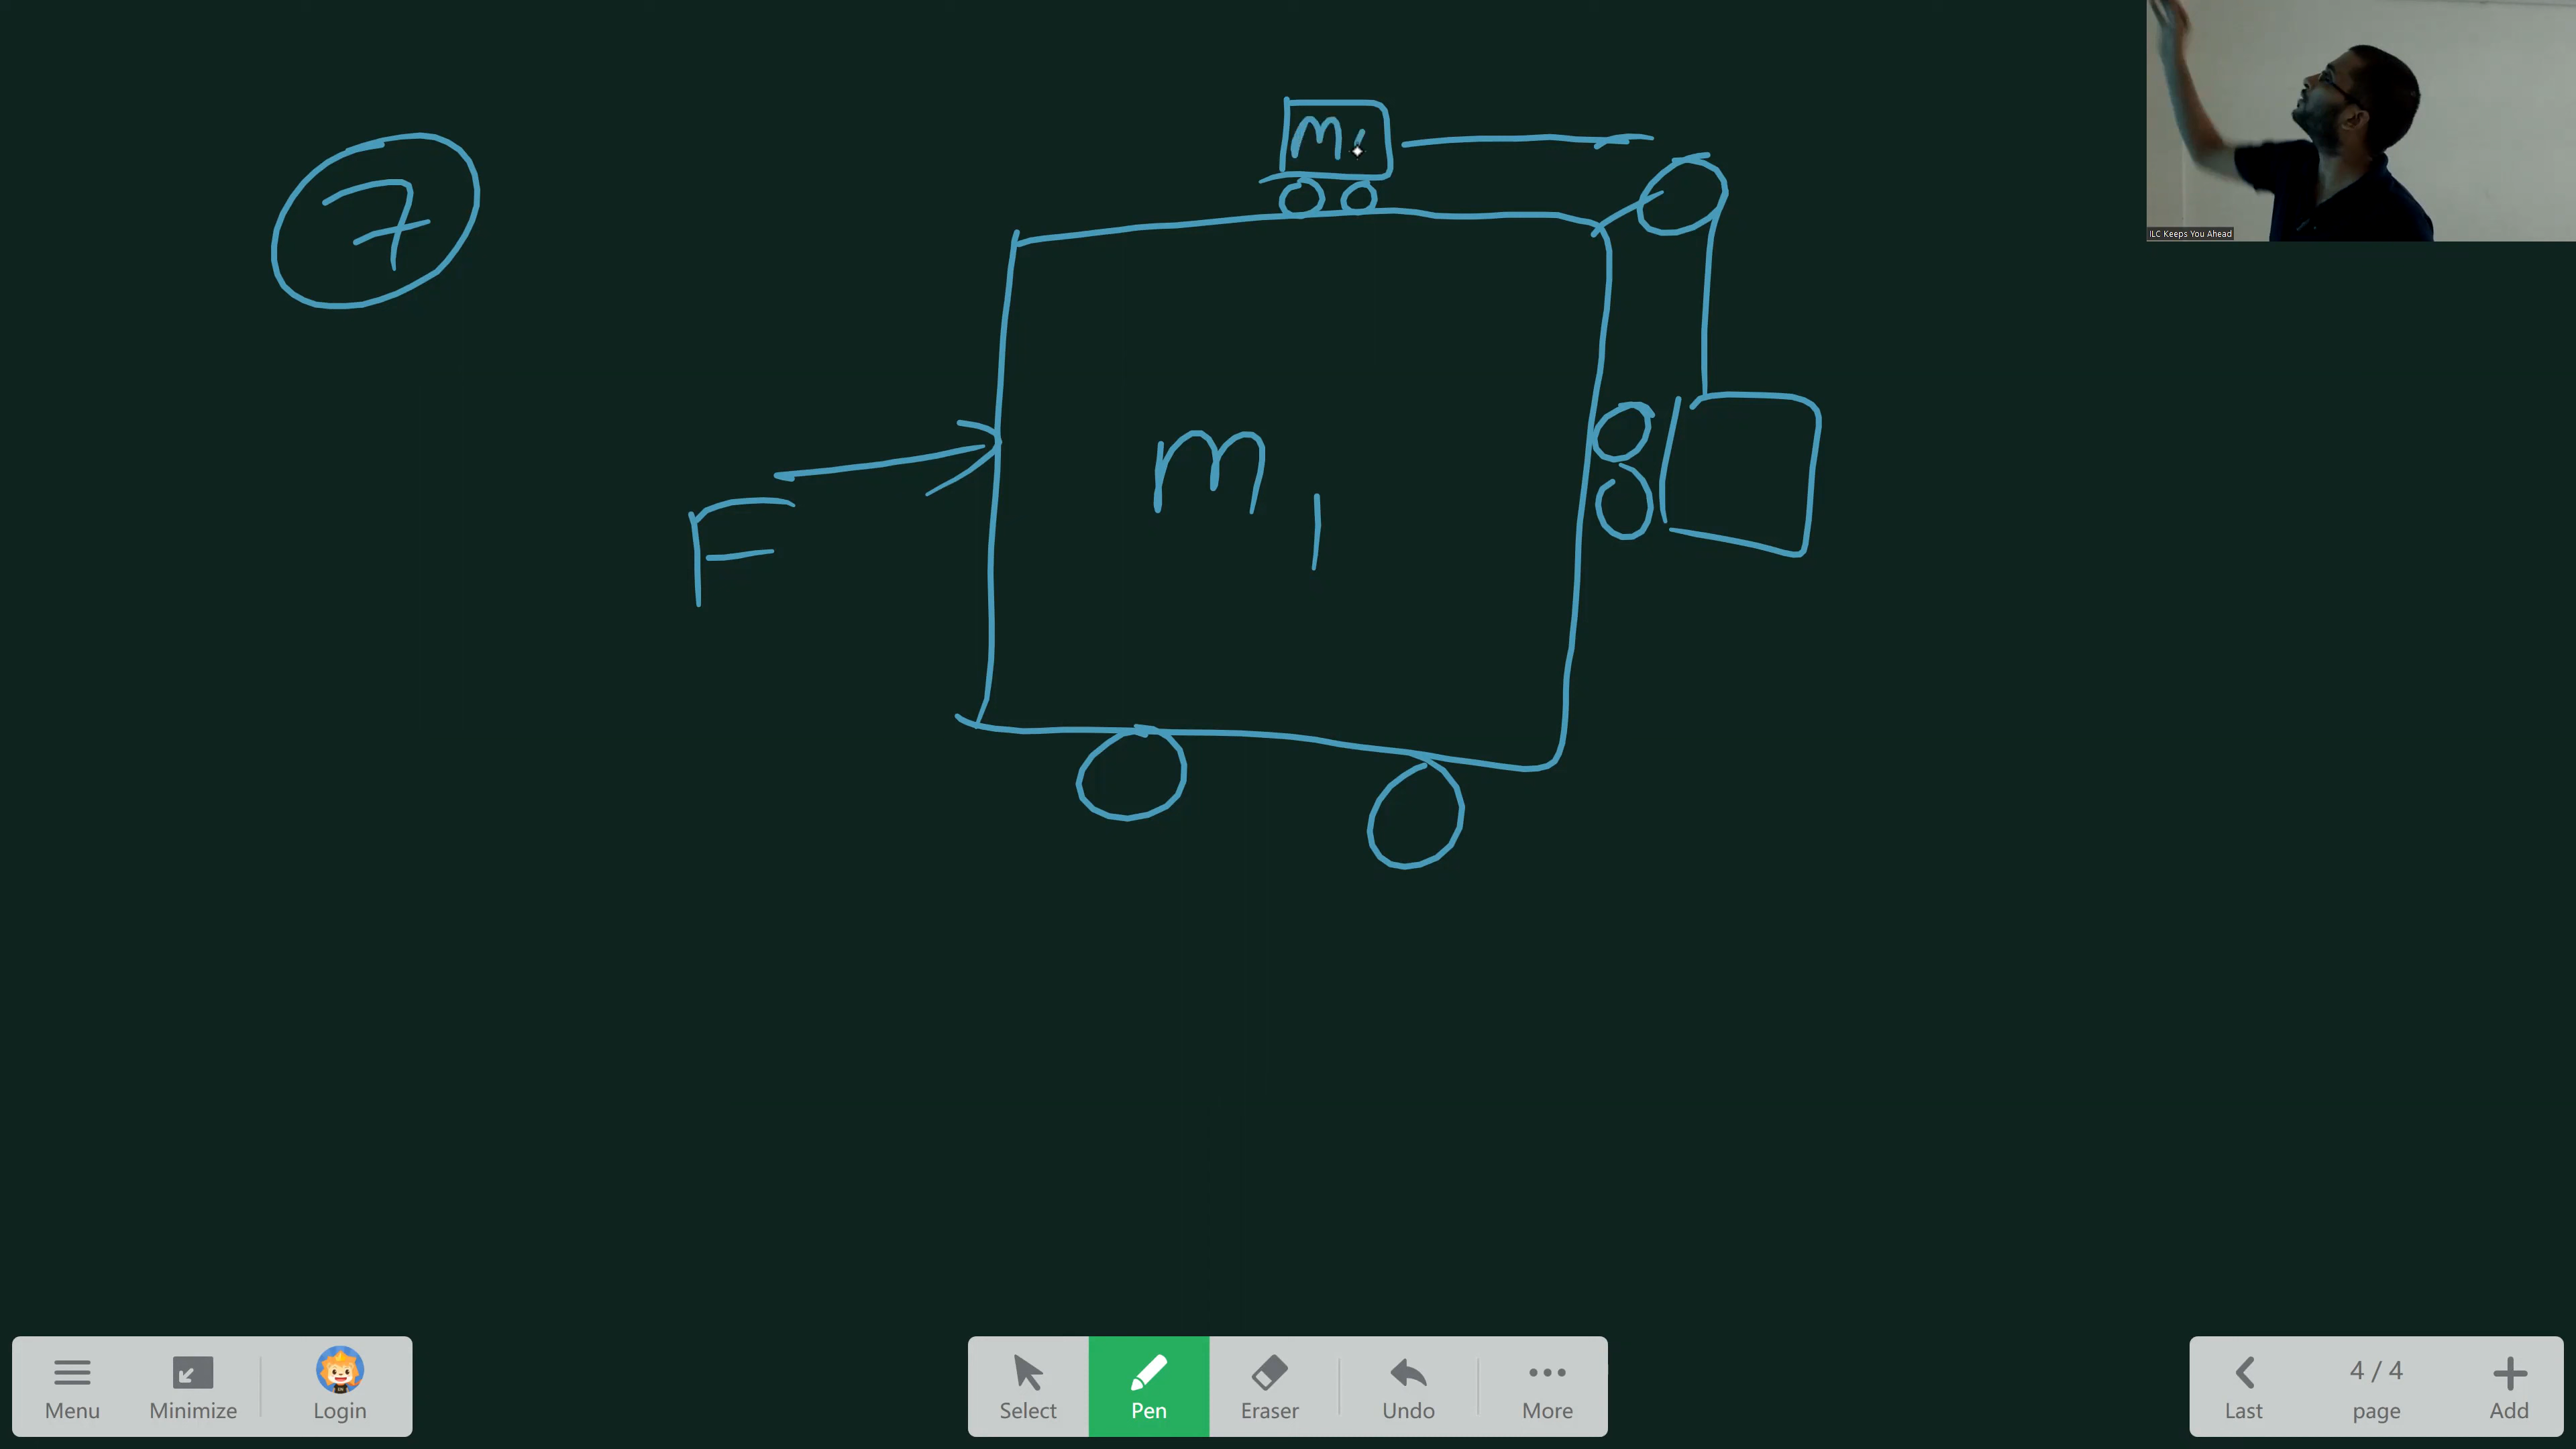 7
m1
F
m1
ILC Keeps You Ahead
Menu
Minimize
Login
Select
Pen
Eraser
Undo
More
Last
4 / 4
page
Add